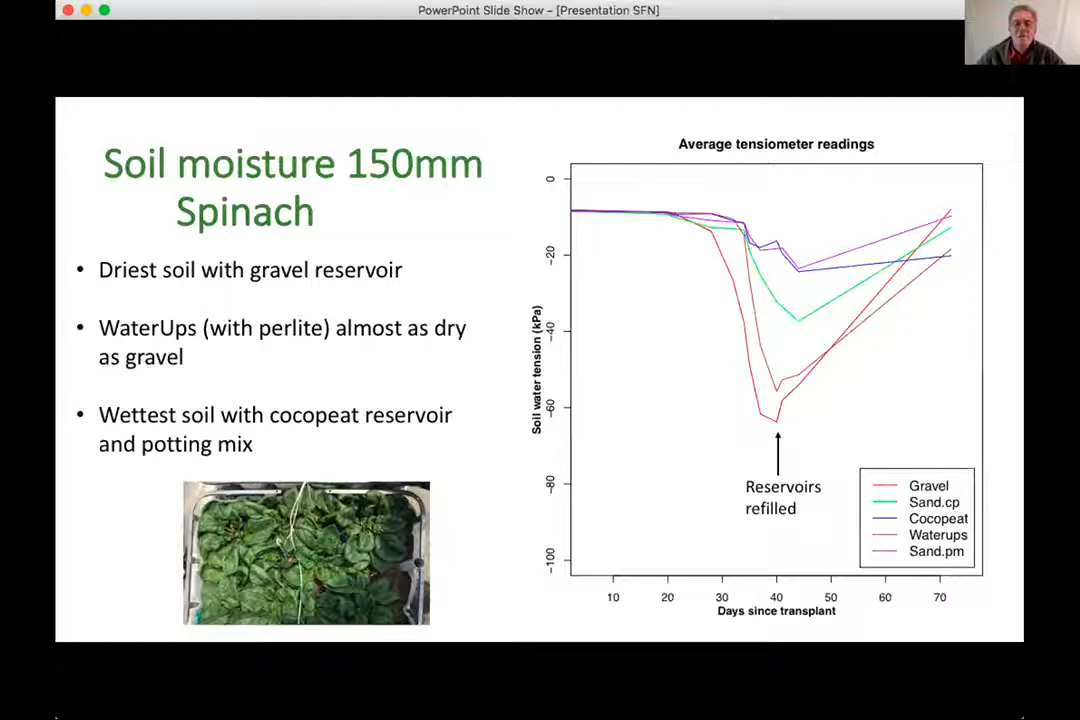 PowerPoint Slide Show – [Presentation SFN]
Soil moisture 150mm
Spinach
• Driest soil with gravel reservoir
• WaterUps (with perlite) almost as dry
as gravel
• Wettest soil with cocopeat reservoir
and potting mix
Average tensiometer readings
Soil water tension (kPa)
0
−20
−40
−60
−80
−100
Reservoirs
refilled
Gravel
Sand.cp
Cocopeat
Waterups
Sand.pm
10 20 30 40 50 60 70
Days since transplant